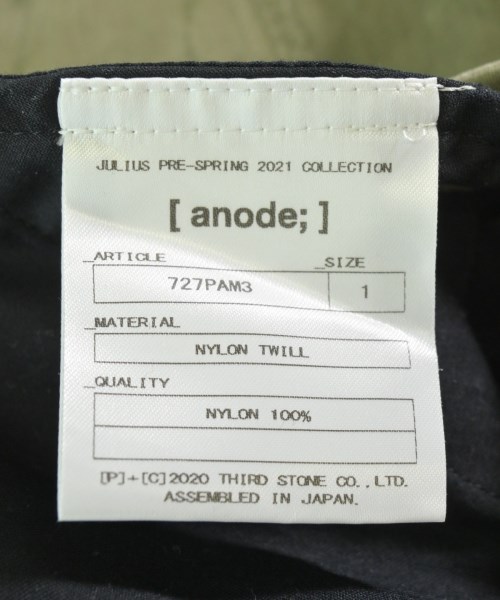 JULIUS PRE-SPRING 2021 COLLECTION
[ anode; ]
_ARTICLE _SIZE
727PAM3 1
_MATERIAL
NYLON TWILL
_QUALITY
NYLON 100%
[P]+[C]2020 THIRD STONE CO.,LTD.
ASSEMBLED IN JAPAN.